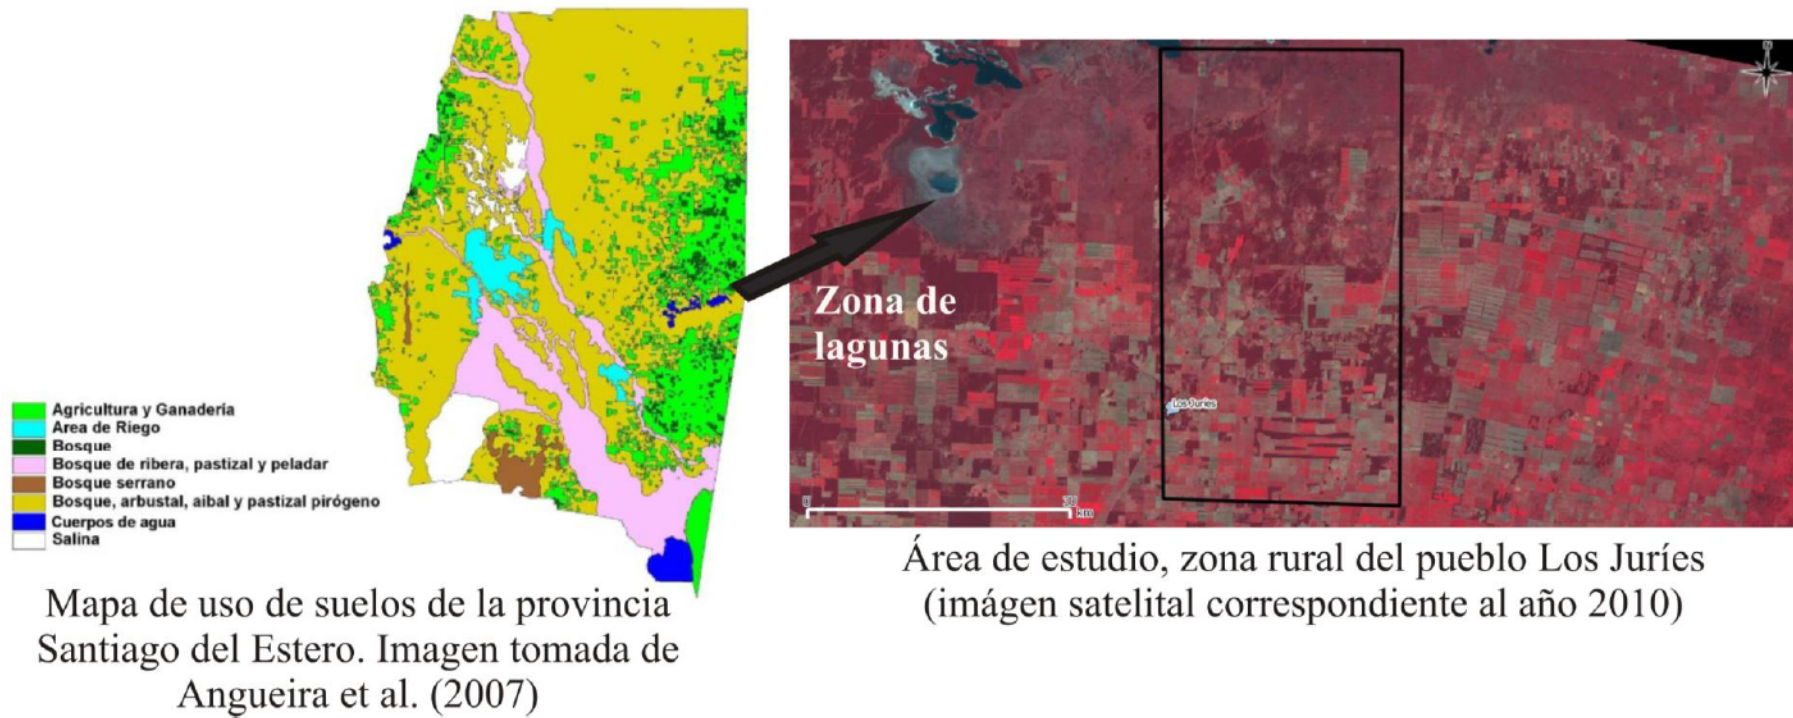 Agricultura y Ganadería
Area de Riego
Bosque
Bosque de ribera, pastizal y peladar
Bosque serrano
Bosque, arbustal, aibal y pastizal pirógeno
Cuerpos de agua
Salina
Mapa de uso de suelos de la provincia
Santiago del Estero. Imagen tomada de
Angueira et al. (2007)
Zona de
lagunas
Los Juries
0
km
Área de estudio, zona rural del pueblo Los Juríes
(imágen satelital correspondiente al año 2010)